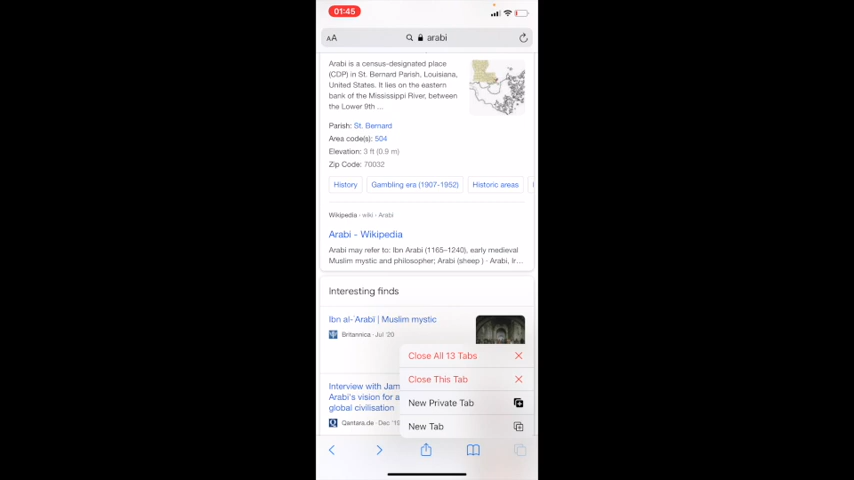 01:45
AA arabi
Arabi is a census-designated place
(CDP) in St. Bernard Parish, Louisiana,
United States. It lies on the eastern
bank of the Mississippi River, between
the Lower 9th ...
Parish: St. Bernard
Area code(s): 504
Elevation: 3 ft (0.9 m)
Zip Code: 70032
History Gambling era (1907-1952) Historic areas
Wikipedia › wiki › Arabi
Arabi - Wikipedia
Arabi may refer to: Ibn Arabi (1165–1240), early medieval
Muslim mystic and philosopher; Arabi (sheep) · Arabi, Ir...
Interesting finds
Ibn al-ʿArabī | Muslim mystic
Britannica · Jul '20
Close All 13 Tabs
Close This Tab
Interview with Jam
Arabi's vision for a
global civilisation
New Private Tab
Qantara.de · Dec '19
New Tab